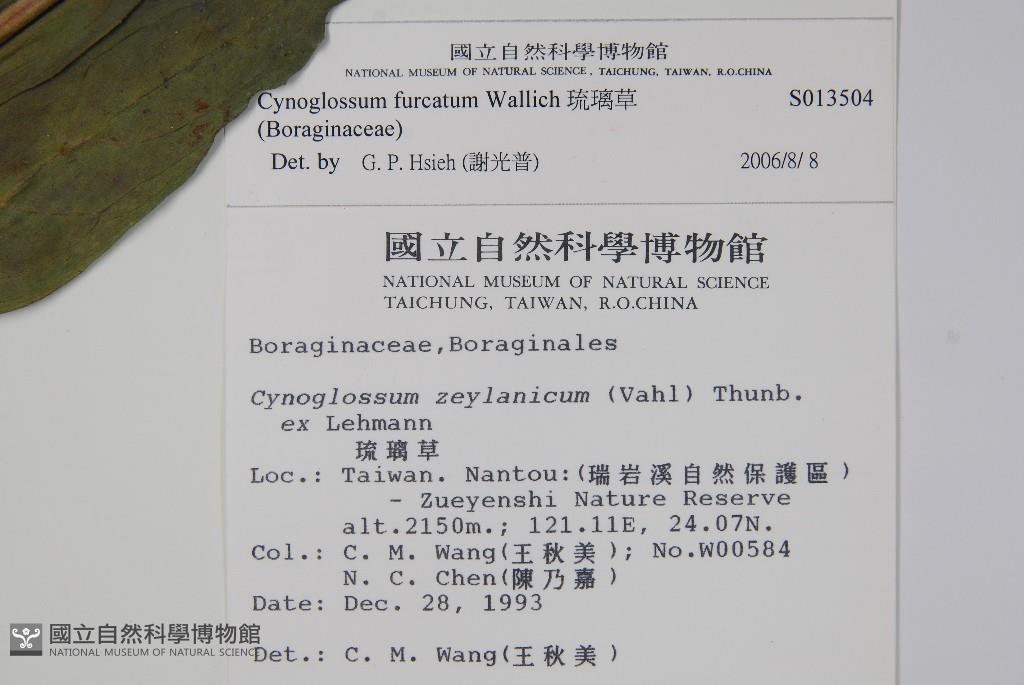 國立自然科學博物館
NATIONAL MUSEUM OF NATURAL SCIENCE, TAICHUNG, TAIWAN, R.O.CHINA
Cynoglossum furcatum Wallich 琉璃草 S013504
(Boraginaceae)
Det. by G. P. Hsieh (謝光普) 2006/8/ 8
國立自然科學博物館
NATIONAL MUSEUM OF NATURAL SCIENCE
TAICHUNG, TAIWAN, R.O.CHINA
Boraginaceae,Boraginales
Cynoglossum zeylanicum (Vahl) Thunb.
ex Lehmann
琉璃草
Loc.: Taiwan. Nantou:(瑞岩溪自然保護區)
- Zueyenshi Nature Reserve
alt.2150m.; 121.11E, 24.07N.
Col.: C. M. Wang(王秋美); No.W00584
N. C. Chen(陳乃嘉)
Date: Dec. 28, 1993
Det.: C. M. Wang(王秋美)
國立自然科學博物館
NATIONAL MUSEUM OF NATURAL SCIENCE